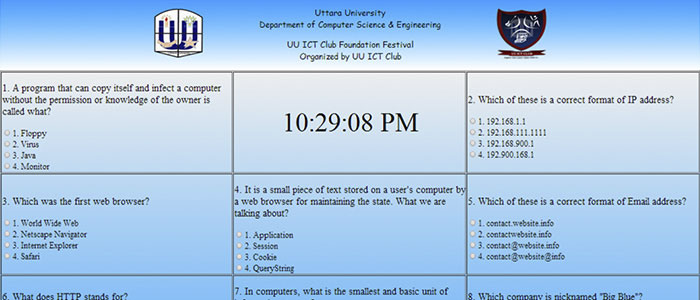 Uttara University
Department of Computer Science & Engineering
UU ICT Club Foundation Festival
Organized by UU ICT Club
1. A program that can copy itself and infect a computer
without the permission or knowledge of the owner is
called what?
1. Floppy
2. Virus
3. Java
4. Monitor
10:29:08 PM
2. Which of these is a correct format of IP address?
1. 192.168.1.1
2. 192.168.111.1111
3. 192.168.900.1
4. 192.900.168.1
3. Which was the first web browser?
1. World Wide Web
2. Netscape Navigator
3. Internet Explorer
4. Safari
4. It is a small piece of text stored on a user's computer by
a web browser for maintaining the state. What we are
talking about?
1. Application
2. Session
3. Cookie
4. QueryString
5. Which of these is a correct format of Email address?
1. contact.website.info
2. contactwebsite.info
3. contact@website.info
4. contact@website@info
6. What does HTTP stands for?
7. In computers, what is the smallest and basic unit of
8. Which company is nicknamed "Big Blue"?